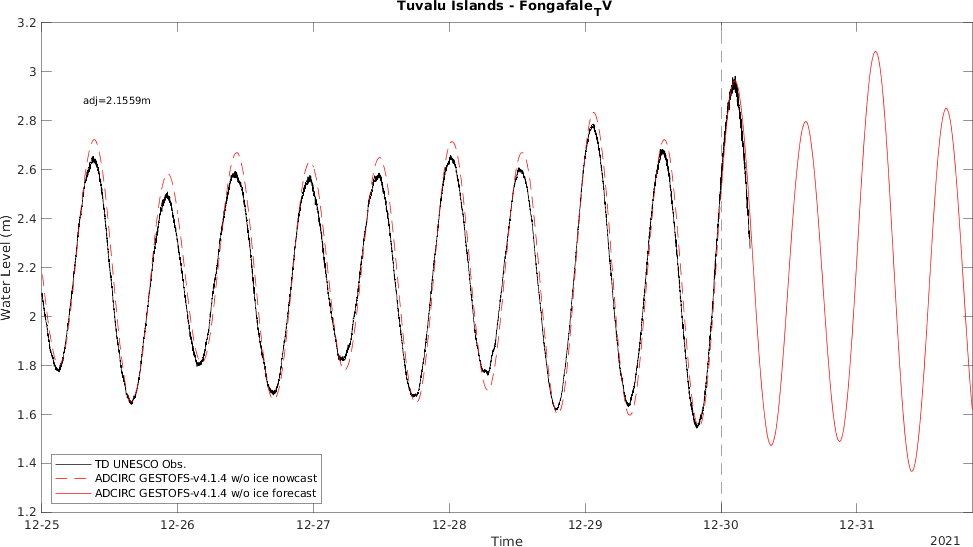 Tuvalu Islands - Fongafale_TV
3.2
3
2.8
2.6
2.4
2.2
2
1.8
1.6
1.4
1.2
Water Level (m)
adj=2.1559m
TD UNESCO Obs.
ADCIRC GESTOFS-v4.1.4 w/o ice nowcast
ADCIRC GESTOFS-v4.1.4 w/o ice forecast
12-25 12-26 12-27 12-28 12-29 12-30 12-31
Time
2021